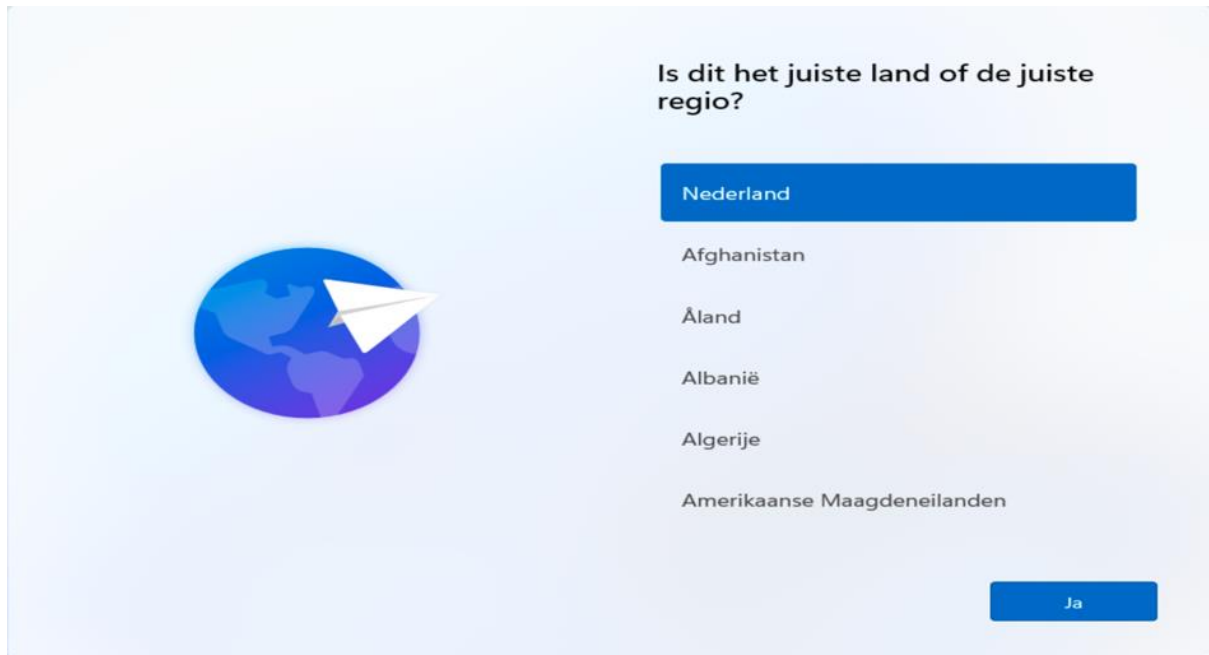 Is dit het juiste land of de juiste
regio?
Nederland
Afghanistan
Åland
Albanië
Algerije
Amerikaanse Maagdeneilanden
Ja